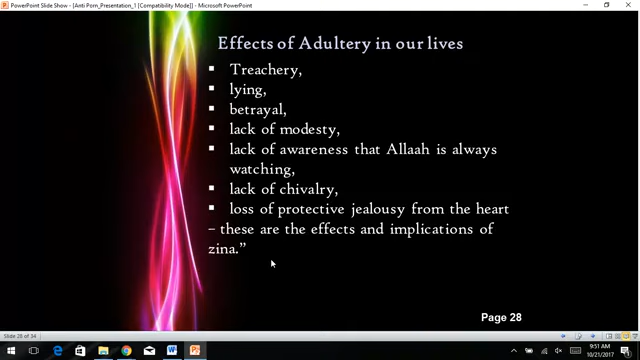 PowerPoint Slide Show - [Anti Porn_Presentation_1 [Compatibility Mode]] - Microsoft PowerPoint
Effects of Adultery in our lives
▪ Treachery,
▪ lying,
▪ betrayal,
▪ lack of modesty,
▪ lack of awareness that Allaah is always
watching,
▪ lack of chivalry,
▪ loss of protective jealousy from the heart
– these are the effects and implications of
zina.”
Page 28
Slide 28 of 34
9:51 AM
10/21/2017